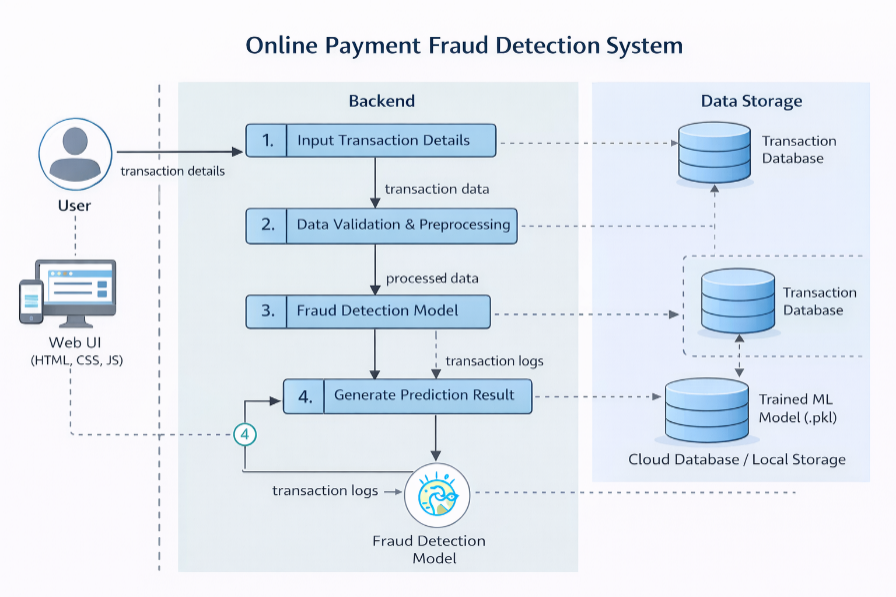 Online Payment Fraud Detection System
Backend
Data Storage
1. Input Transaction Details
Transaction
Database
transaction details
User
transaction data
2. Data Validation & Preprocessing
processed data
3. Fraud Detection Model
Transaction
Database
Web UI
(HTML, CSS, JS)
transaction logs
4. Generate Prediction Result
Trained ML
Model (.pkl)
4
Cloud Database / Local Storage
transaction logs
Fraud Detection
Model